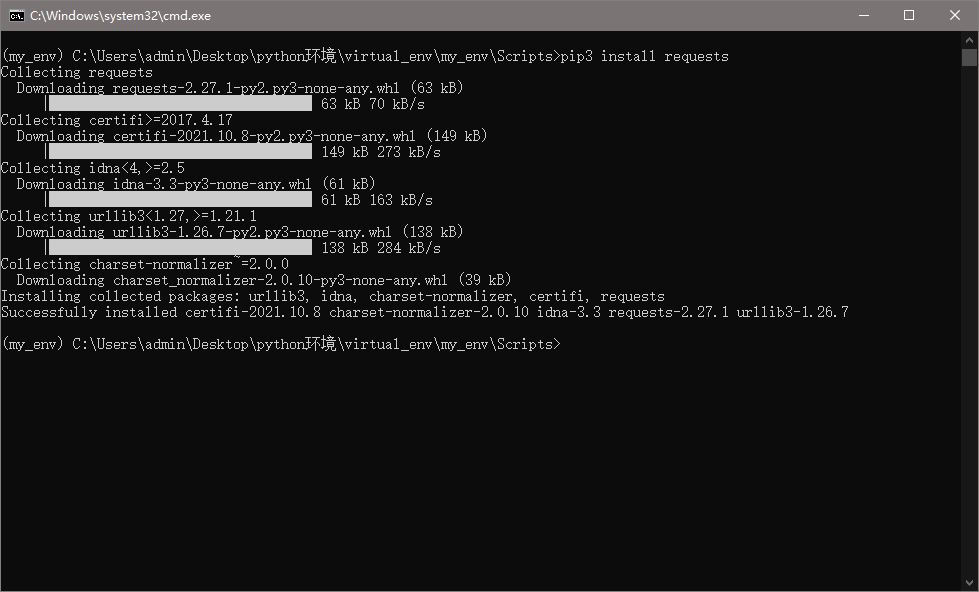 C:\Windows\system32\cmd.exe
(my_env) C:\Users\admin\Desktop\python环境\virtual_env\my_env\Scripts>pip3 install requests
Collecting requests
  Downloading requests-2.27.1-py2.py3-none-any.whl (63 kB)
     |████████████████████████████████| 63 kB 70 kB/s
Collecting certifi>=2017.4.17
  Downloading certifi-2021.10.8-py2.py3-none-any.whl (149 kB)
     |████████████████████████████████| 149 kB 273 kB/s
Collecting idna<4,>=2.5
  Downloading idna-3.3-py3-none-any.whl (61 kB)
     |████████████████████████████████| 61 kB 163 kB/s
Collecting urllib3<1.27,>=1.21.1
  Downloading urllib3-1.26.7-py2.py3-none-any.whl (138 kB)
     |████████████████████████████████| 138 kB 284 kB/s
Collecting charset-normalizer~=2.0.0
  Downloading charset_normalizer-2.0.10-py3-none-any.whl (39 kB)
Installing collected packages: urllib3, idna, charset-normalizer, certifi, requests
Successfully installed certifi-2021.10.8 charset-normalizer-2.0.10 idna-3.3 requests-2.27.1 urllib3-1.26.7
(my_env) C:\Users\admin\Desktop\python环境\virtual_env\my_env\Scripts>